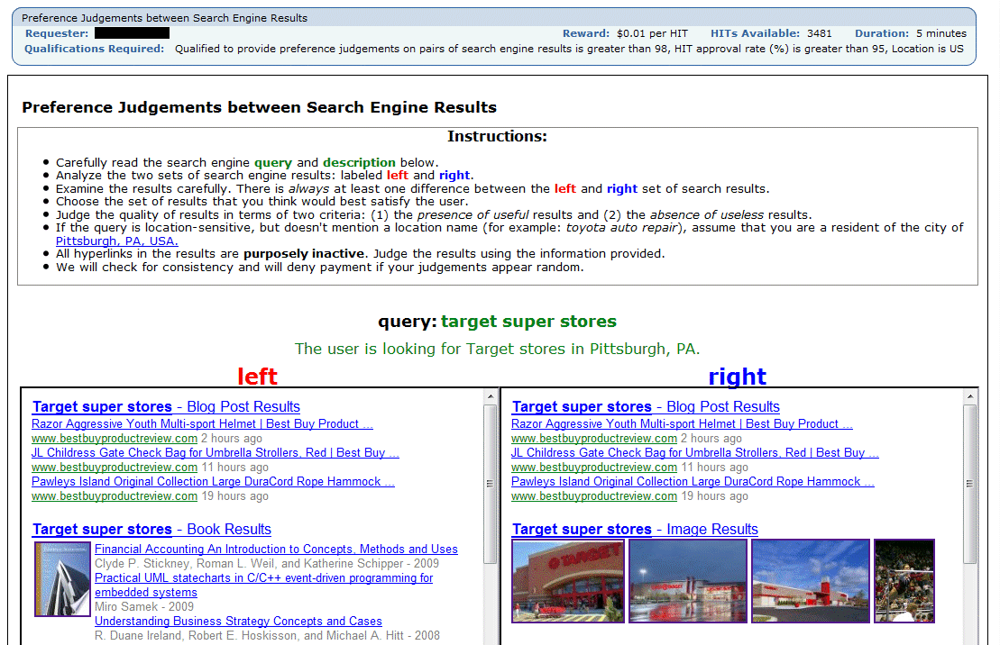 Preference Judgements between Search Engine Results
Requester: Reward: $0.01 per HIT HITs Available: 3481 Duration: 5 minutes
Qualifications Required: Qualified to provide preference judgements on pairs of search engine results is greater than 98, HIT approval rate (%) is greater than 95, Location is US
Preference Judgements between Search Engine Results
Instructions:
• Carefully read the search engine query and description below.
• Analyze the two sets of search engine results: labeled left and right.
• Examine the results carefully. There is always at least one difference between the left and right set of search results.
• Choose the set of results that you think would best satisfy the user.
• Judge the quality of results in terms of two criteria: (1) the presence of useful results and (2) the absence of useless results.
• If the query is location-sensitive, but doesn't mention a location name (for example: toyota auto repair), assume that you are a resident of the city of
Pittsburgh, PA, USA.
• All hyperlinks in the results are purposely inactive. Judge the results using the information provided.
• We will check for consistency and will deny payment if your judgements appear random.
query: target super stores
The user is looking for Target stores in Pittsburgh, PA.
left
Target super stores - Blog Post Results
Razor Aggressive Youth Multi-sport Helmet | Best Buy Product ...
www.bestbuyproductreview.com 2 hours ago
JL Childress Gate Check Bag for Umbrella Strollers, Red | Best Buy ...
www.bestbuyproductreview.com 11 hours ago
Pawleys Island Original Collection Large DuraCord Rope Hammock ...
www.bestbuyproductreview.com 19 hours ago
Target super stores - Book Results
Financial Accounting An Introduction to Concepts, Methods and Uses
Clyde P. Stickney, Roman L. Weil, and Katherine Schipper - 2009
Practical UML statecharts in C/C++ event-driven programming for
embedded systems
Miro Samek - 2009
Understanding Business Strategy Concepts and Cases
R. Duane Ireland, Robert E. Hoskisson, and Michael A. Hitt - 2008
right
Target super stores - Blog Post Results
Razor Aggressive Youth Multi-sport Helmet | Best Buy Product ...
www.bestbuyproductreview.com 2 hours ago
JL Childress Gate Check Bag for Umbrella Strollers, Red | Best Buy ...
www.bestbuyproductreview.com 11 hours ago
Pawleys Island Original Collection Large DuraCord Rope Hammock ...
www.bestbuyproductreview.com 19 hours ago
Target super stores - Image Results
TARGET
TARGET